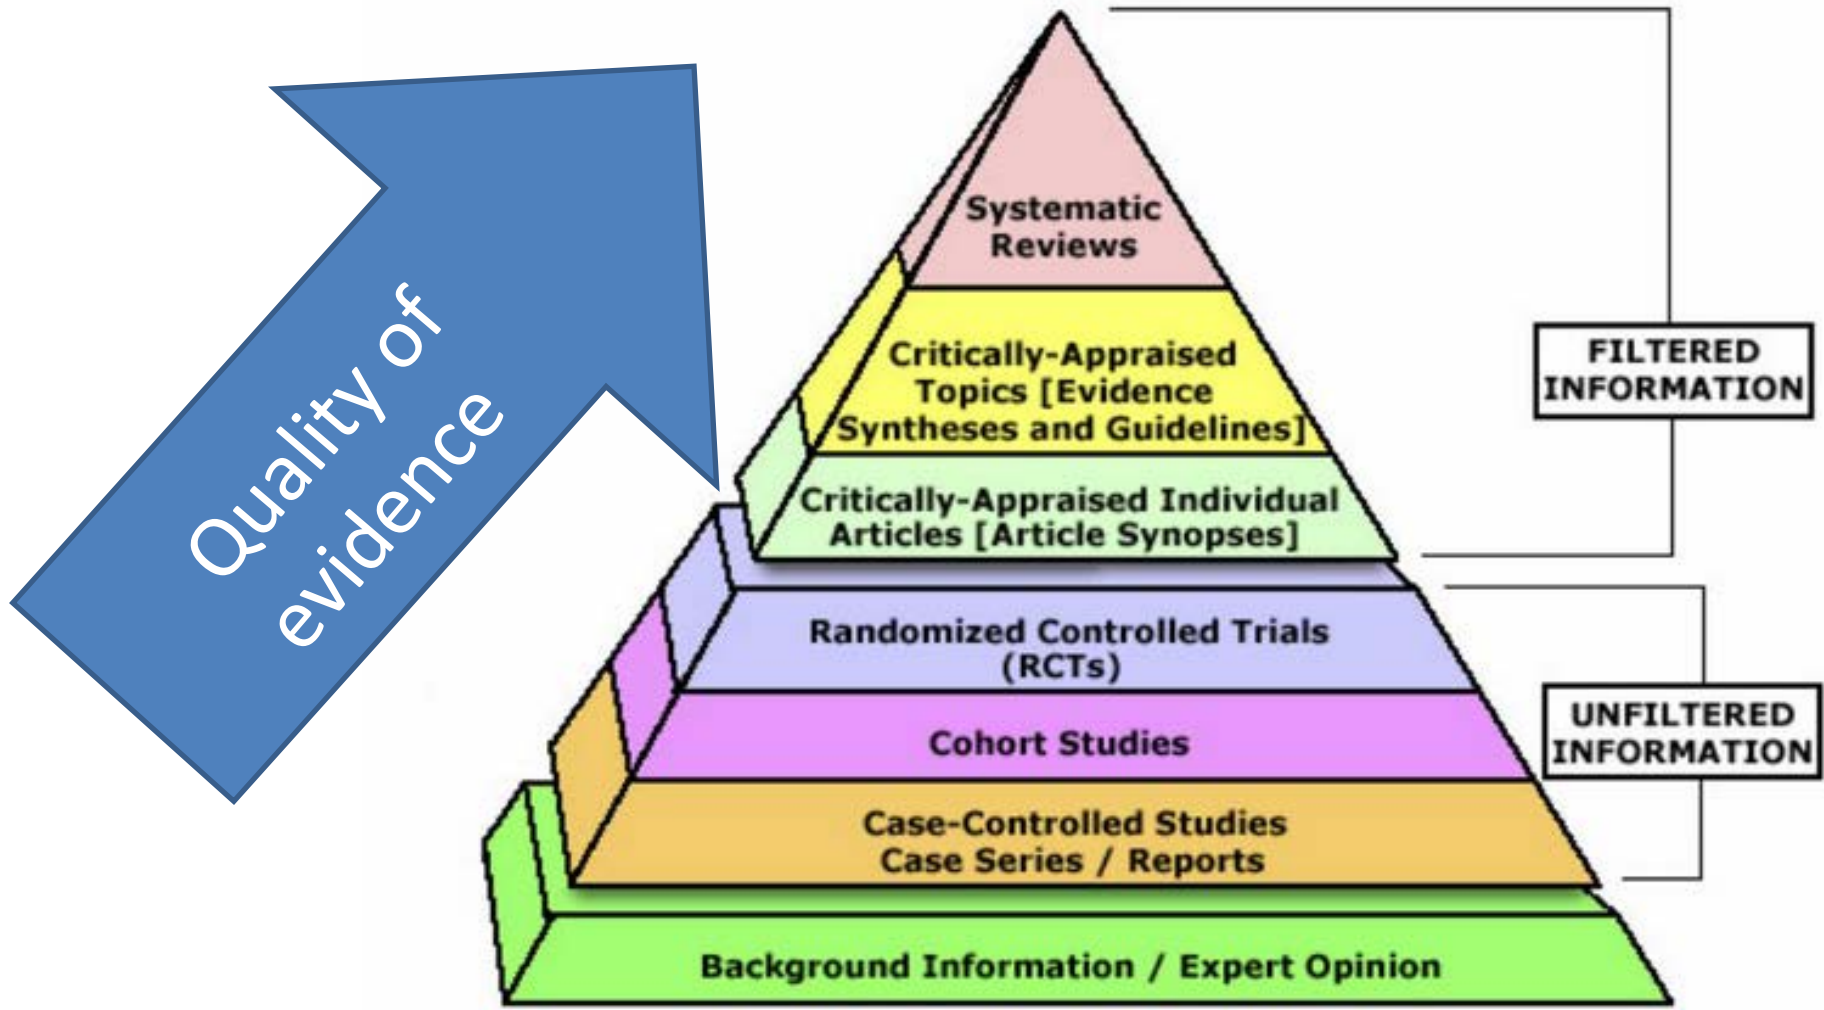 Quality of
evidence
Systematic
Reviews
Critically-Appraised
Topics [Evidence
Syntheses and Guidelines]
Critically-Appraised Individual
Articles [Article Synopses]
Randomized Controlled Trials
(RCTs)
Cohort Studies
Case-Controlled Studies
Case Series / Reports
Background Information / Expert Opinion
FILTERED
INFORMATION
UNFILTERED
INFORMATION